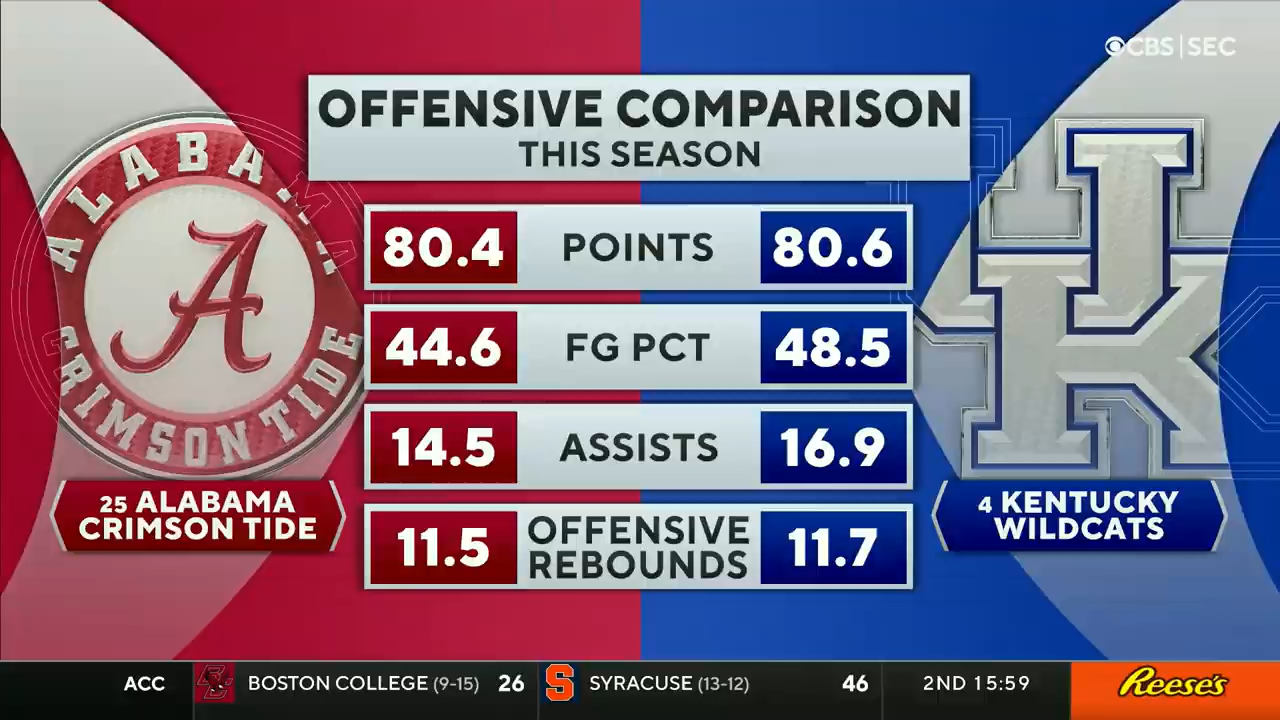 CBS | SEC
OFFENSIVE COMPARISON
THIS SEASON
ALABAMA
CRIMSON TIDE
A
UK
80.4 POINTS 80.6
44.6 FG PCT 48.5
14.5 ASSISTS 16.9
11.5 OFFENSIVE REBOUNDS 11.7
25 ALABAMA
CRIMSON TIDE
4 KENTUCKY
WILDCATS
ACC BC BOSTON COLLEGE (9-15) 26 S SYRACUSE (13-12) 46 2ND 15:59 Reese's